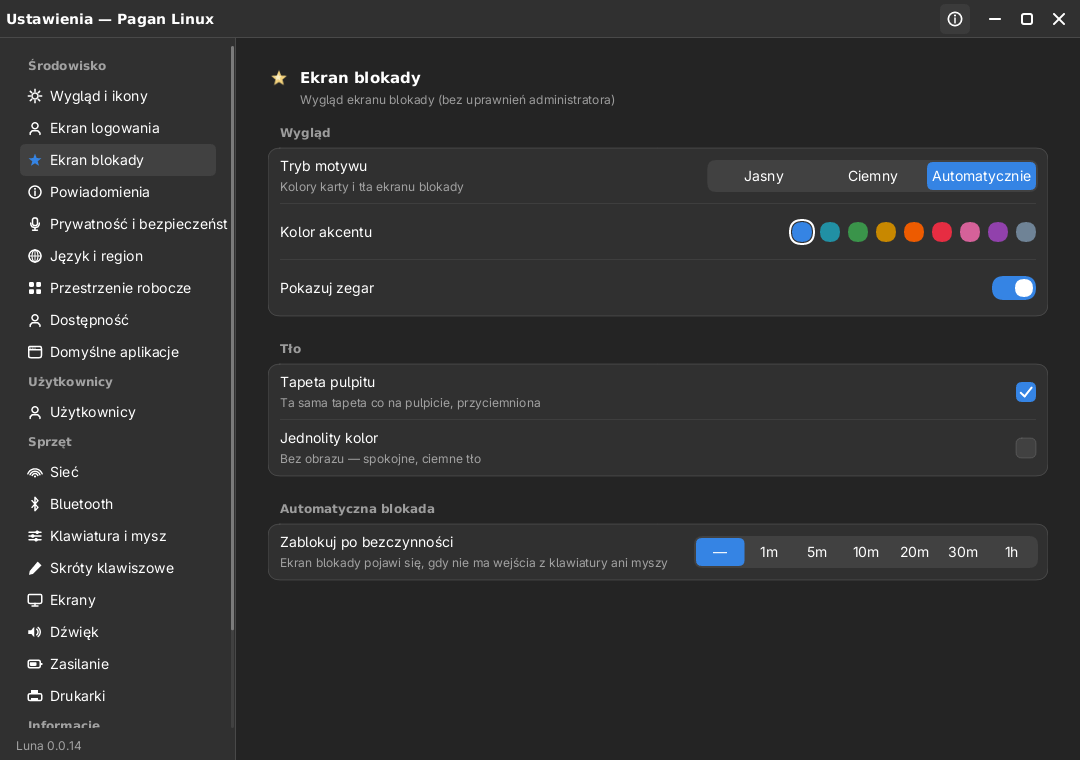 Ustawienia — Pagan Linux
Środowisko
Wygląd i ikony
Ekran logowania
Ekran blokady
Powiadomienia
Prywatność i bezpieczeńst
Język i region
Przestrzenie robocze
Dostępność
Domyślne aplikacje
Użytkownicy
Użytkownicy
Sprzęt
Sieć
Bluetooth
Klawiatura i mysz
Skróty klawiszowe
Ekrany
Dźwięk
Zasilanie
Drukarki
Informacje
Luna 0.0.14
Ekran blokady
Wygląd ekranu blokady (bez uprawnień administratora)
Wygląd
Tryb motywu
Kolory karty i tła ekranu blokady
Jasny Ciemny Automatycznie
Kolor akcentu
Pokazuj zegar
Tło
Tapeta pulpitu
Ta sama tapeta co na pulpicie, przyciemniona
Jednolity kolor
Bez obrazu — spokojne, ciemne tło
Automatyczna blokada
Zablokuj po bezczynności
Ekran blokady pojawi się, gdy nie ma wejścia z klawiatury ani myszy
— 1m 5m 10m 20m 30m 1h